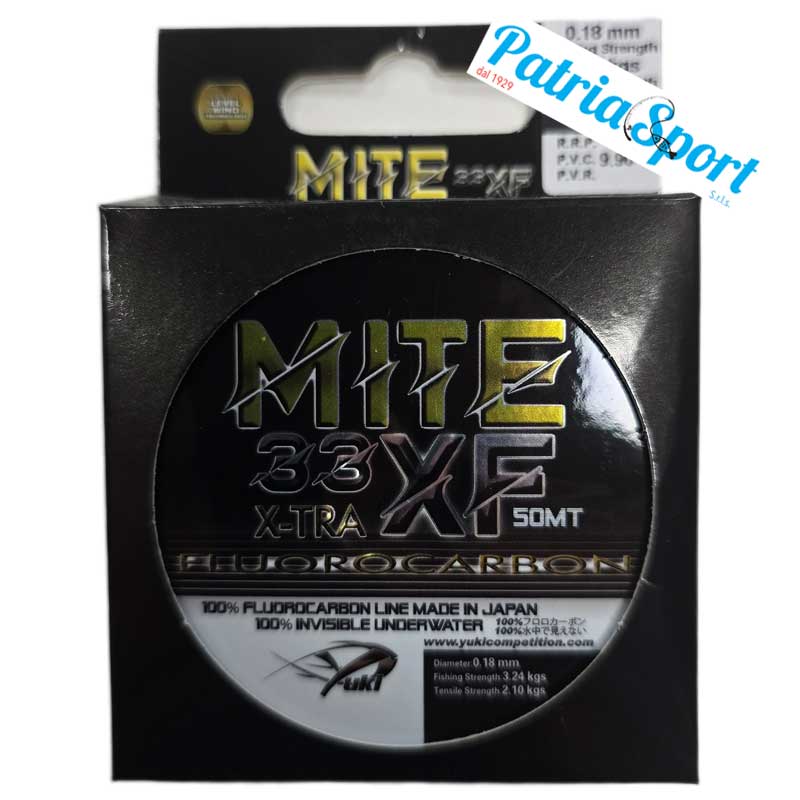 LEVEL
WIND
MITE 33XF
0.18 mm
Strength
R.R.P.
P.V.C. 9.90
P.V.R.
Patria Sport
dal 1929
S.r.l.s.
MITE
33 XF
X-TRA
50MT
FLUOROCARBON
100% FLUOROCARBON LINE MADE IN JAPAN
100% INVISIBLE UNDERWATER
100%フロロカーボン
100%水中で見えない
www.yukicompetition.com
Yuki
Diameter 0.18 mm
Fishing Strength 3.24 kgs
Tensile Strength 2.10 kgs